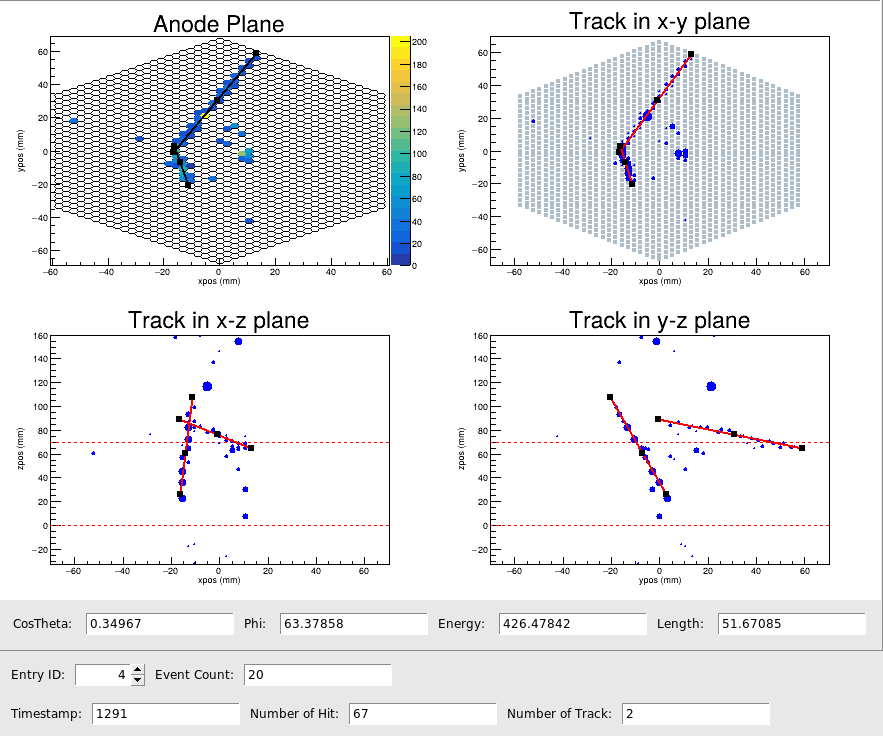 Anode Plane
60
40
20
0
−20
−40
−60
ypos (mm)
−60 −40 −20 0 20 40 60
xpos (mm)
200
180
160
140
120
100
80
60
40
20
0
Track in x-y plane
60
40
20
0
−20
−40
−60
ypos (mm)
−60 −40 −20 0 20 40 60
xpos (mm)
Track in x-z plane
160
140
120
100
80
60
40
20
0
−20
zpos (mm)
−60 −40 −20 0 20 40 60
xpos (mm)
Track in y-z plane
160
140
120
100
80
60
40
20
0
−20
zpos (mm)
−60 −40 −20 0 20 40 60
ypos (mm)
CosTheta: 0.34967 Phi: 63.37858 Energy: 426.47842 Length: 51.67085
Entry ID: 4 Event Count: 20
Timestamp: 1291 Number of Hit: 67 Number of Track: 2